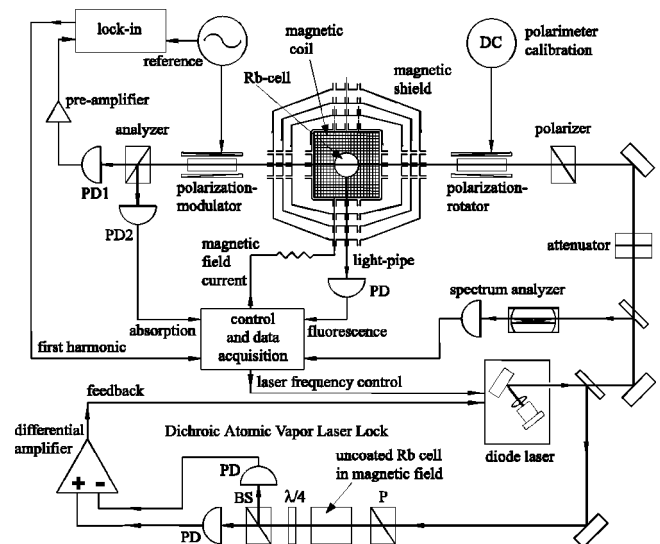 lock-in
reference
magnetic
coil
Rb-cell
magnetic
shield
DC
polarimeter
calibration
pre-amplifier
analyzer
polarizer
PD1
polarization-
modulator
polarization-
rotator
PD2
attenuator
magnetic
field
current
light-pipe
PD
spectrum analyzer
absorption
control
and data
acquisition
fluorescence
first harmonic
laser frequency control
feedback
differential
amplifier
Dichroic Atomic Vapor Laser Lock
diode laser
uncoated Rb cell
in magnetic field
PD
BS
λ/4
P
+ -
PD